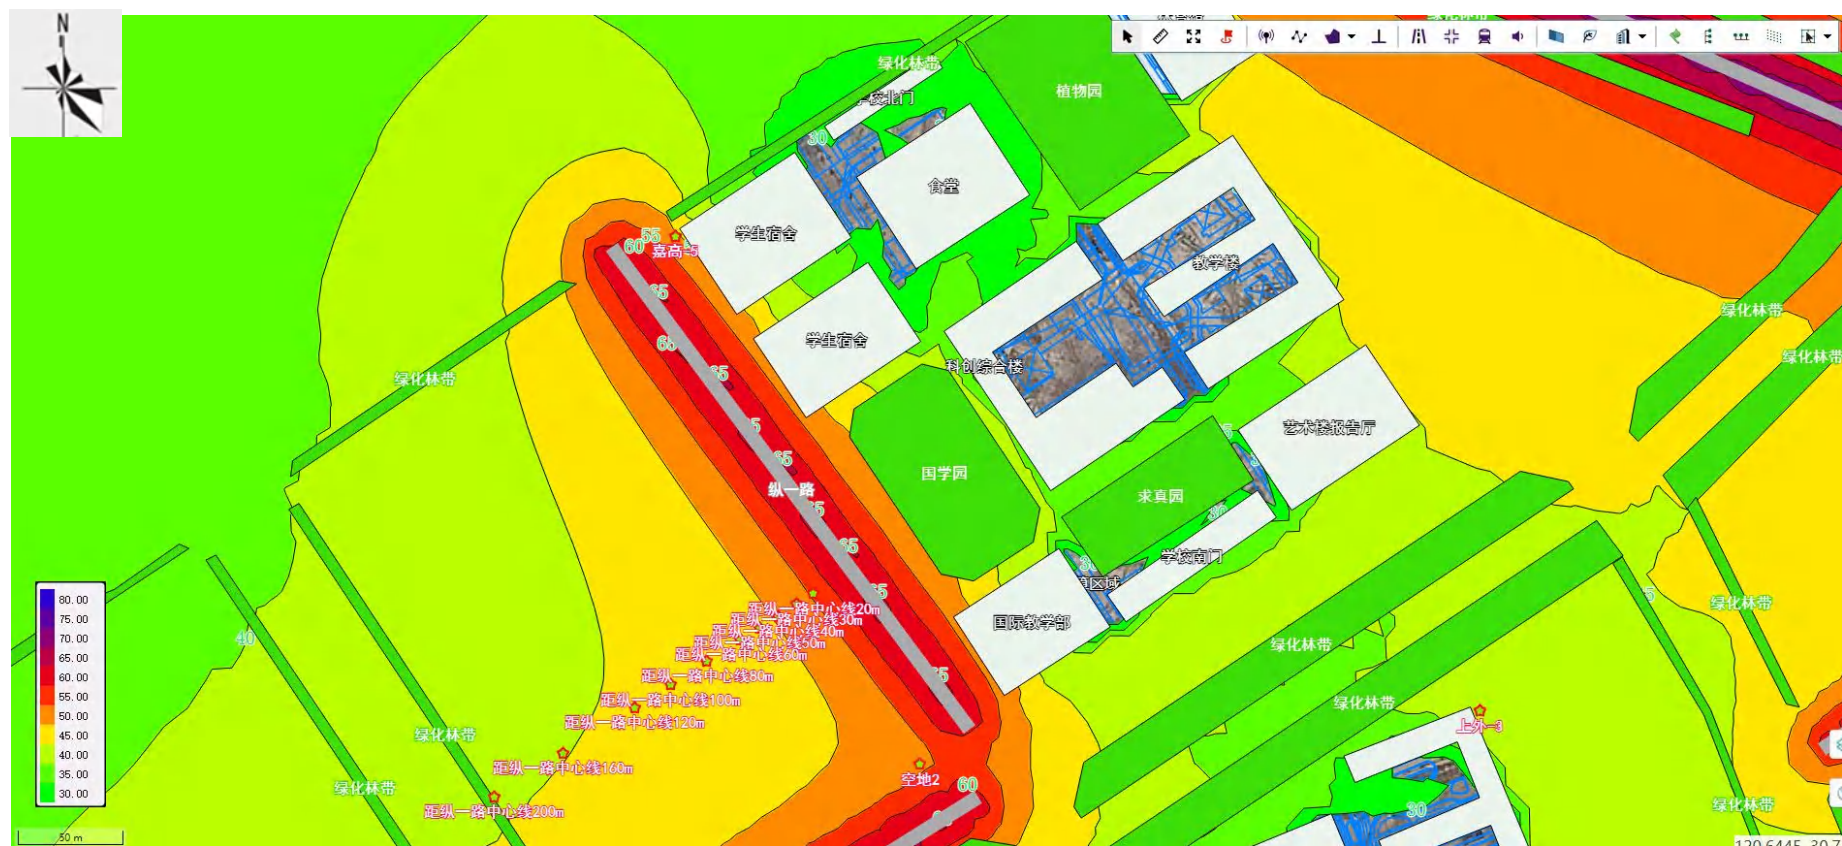 N
绿化林带
学校北门
植物园
30
食堂
学生宿舍
55
60
嘉高-5
教学楼
65
绿化林带
65
绿化林带
学生宿舍
科创综合楼
65
绿化林带
艺术楼报告厅
65
国学园
纵一路
求真园
65
学校南门
65
国际教学部
距纵一路中心线20m
距纵一路中心线30m
距纵一路中心线40m
距纵一路中心线50m
距纵一路中心线60m
距纵一路中心线80m
距纵一路中心线100m
距纵一路中心线120m
距纵一路中心线160m
距纵一路中心线200m
40
绿化林带
绿化林带
绿化林带
绿化林带
绿化林带
上外-3
空地2
60
绿化林带
30
80.00
75.00
70.00
65.00
60.00
55.00
50.00
45.00
40.00
35.00
30.00
50 m